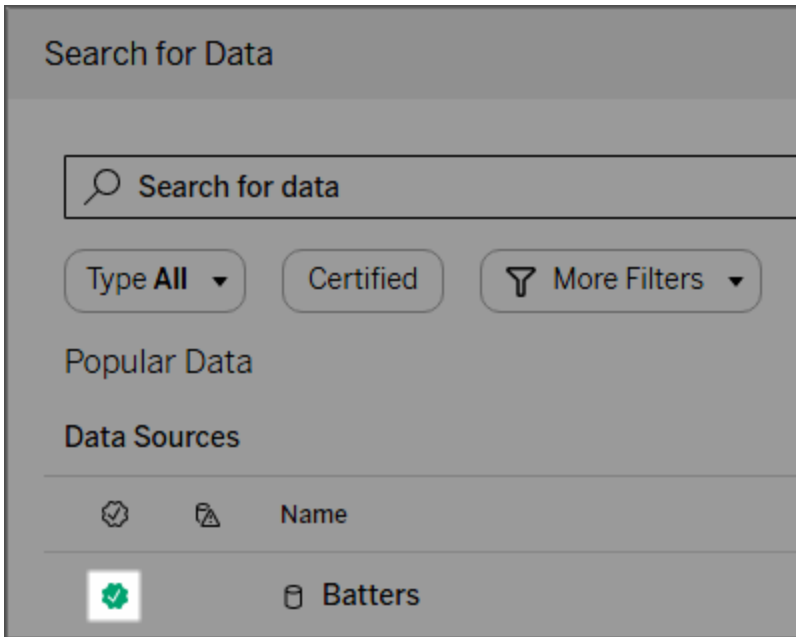 Search for Data
Search for data
Type All Certified More Filters
Popular Data
Data Sources
Name
Batters